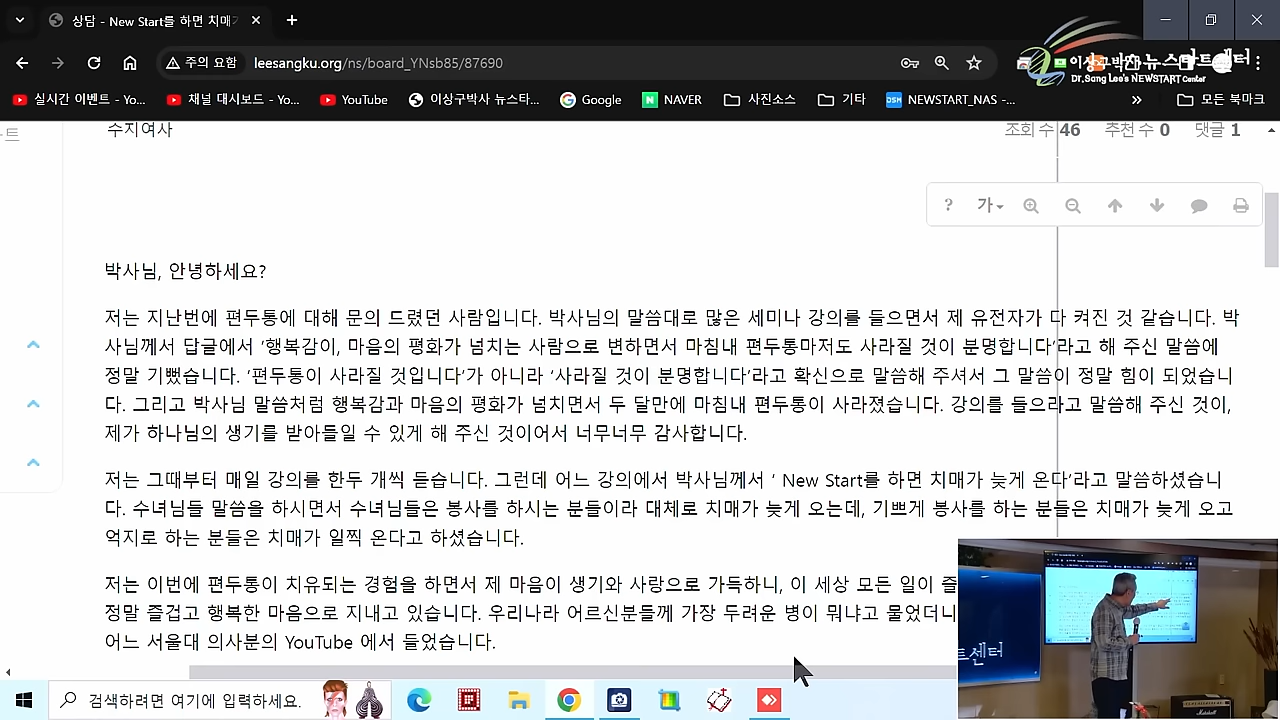 상담 - New Start를 하면 치매가
주의 요함 leesangku.org/ns/board_YNsb85/87690
이상구박사 뉴스타트센터
Dr.Sang Lee's NEWSTART Center
실시간 이벤트 - Yo... 채널 대시보드 - Yo... YouTube 이상구박사 뉴스타... Google NAVER 사진소스 기타 NEWSTART_NAS -... 모든 북마크
수지여사 조회 수 46 추천 수 0 댓글 1
? 가
박사님, 안녕하세요?
저는 지난번에 편두통에 대해 문의 드렸던 사람입니다. 박사님의 말씀대로 많은 세미나 강의를 들으면서 제 유전자가 다 켜진 것 같습니다. 박
사님께서 답글에서 '행복감이, 마음의 평화가 넘치는 사람으로 변하면서 마침내 편두통마저도 사라질 것이 분명합니다'라고 해 주신 말씀에
정말 기뻤습니다. '편두통이 사라질 것입니다'가 아니라 '사라질 것이 분명합니다'라고 확신으로 말씀해 주셔서 그 말씀이 정말 힘이 되었습니
다. 그리고 박사님 말씀처럼 행복감과 마음의 평화가 넘치면서 두 달만에 마침내 편두통이 사라졌습니다. 강의를 들으라고 말씀해 주신 것이,
제가 하나님의 생기를 받아들일 수 있게 해 주신 것이어서 너무너무 감사합니다.
저는 그때부터 매일 강의를 한두 개씩 듣습니다. 그런데 어느 강의에서 박사님께서 ' New Start를 하면 치매가 늦게 온다'라고 말씀하셨습니
다. 수녀님들 말씀을 하시면서 수녀님들은 봉사를 하시는 분들이라 대체로 치매가 늦게 오는데, 기쁘게 봉사를 하는 분들은 치매가 늦게 오고
억지로 하는 분들은 치매가 일찍 온다고 하셨습니다.
저는 이번에 편두통이 치유되는 경험을 하면서 제 마음이 생기와 사랑으로 가득하니, 이 세상 모든 일이 즐
정말 즐겁고 행복한 마음으로 지내고 있습니다. 우리나라 어르신분들께 가장 두려운 병이 뭐냐고 물었더니
어느 서울대 의사분의 YouTube 에서 들었습니다.
트센터
Marshall
검색하려면 여기에 입력하세요.